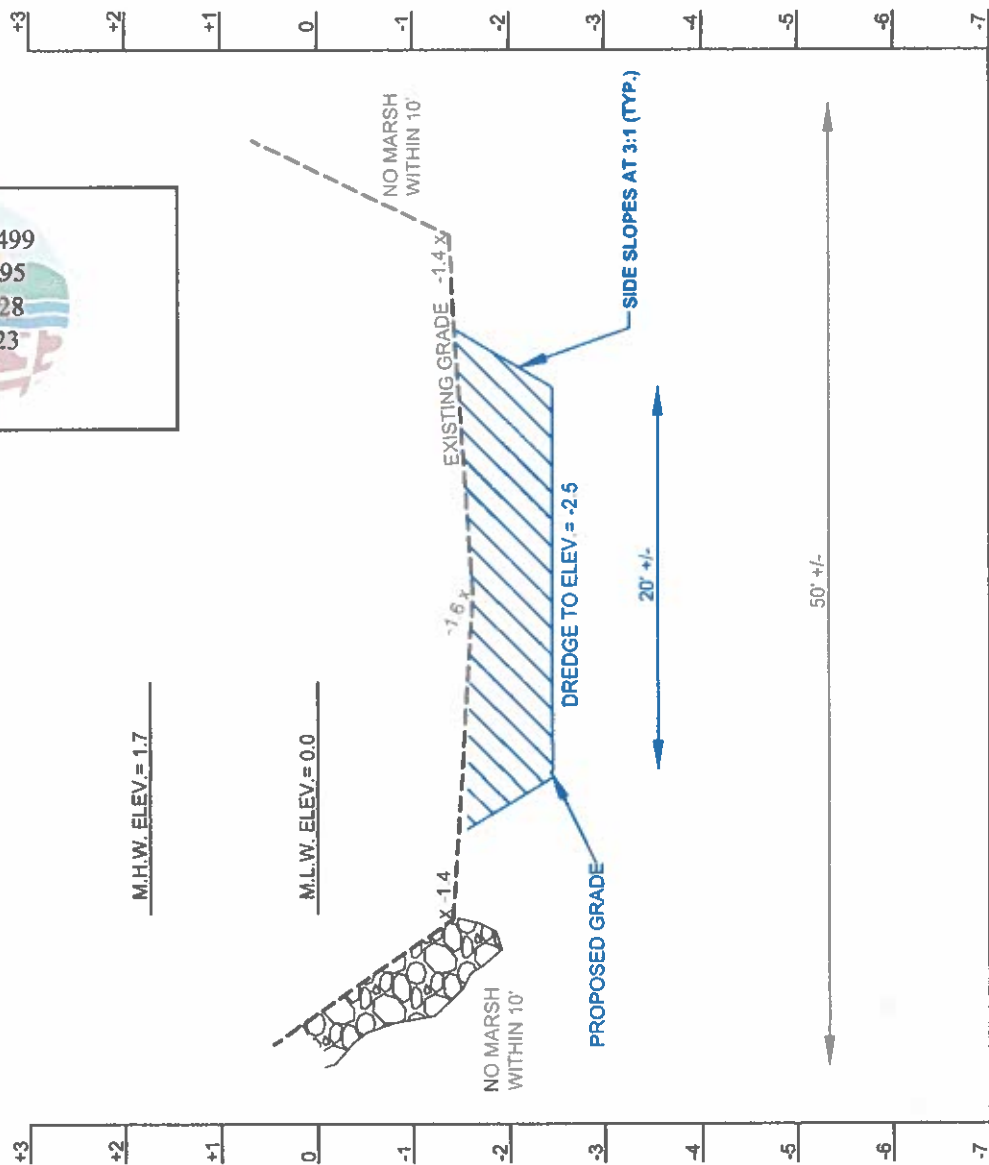 +3
+2
+1
0
-1
-2
-3
-4
-5
-6
-7
499
95
28
23
M.H.W. ELEV.= 1.7
M.L.W. ELEV.= 0.0
NO MARSH
WITHIN 10'
EXISTING GRADE
-1.4 x
-1.6 x
x -1.4
NO MARSH
WITHIN 10'
SIDE SLOPES AT 3:1 (TYP.)
DREDGE TO ELEV.= -2.5
PROPOSED GRADE
20' +/-
50' +/-
+3
+2
+1
0
-1
-2
-3
-4
-5
-6
-7